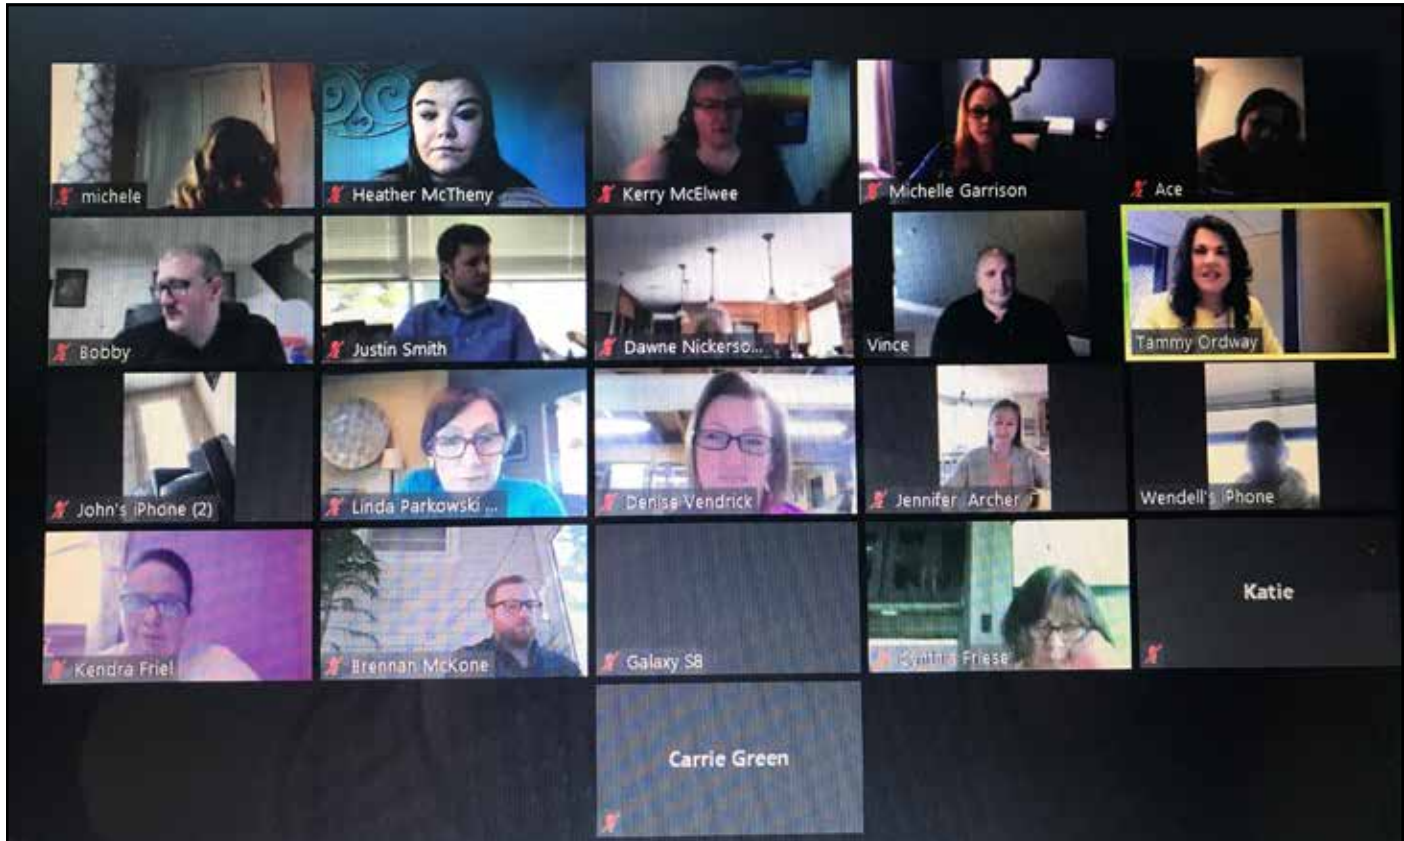 michele
Heather McTheny
Kerry McElwee
Michelle Garrison
Ace
Bobby
Justin Smith
Dawne Nickerso...
Vince
Tammy Ordway
John's iPhone (2)
Linda Parkowski ...
Denise Vendrick
Jennifer Archer
Wendell's iPhone
Kendra Friel
Brennan McKone
Galaxy S8
Cynthia Friese
Katie
Carrie Green